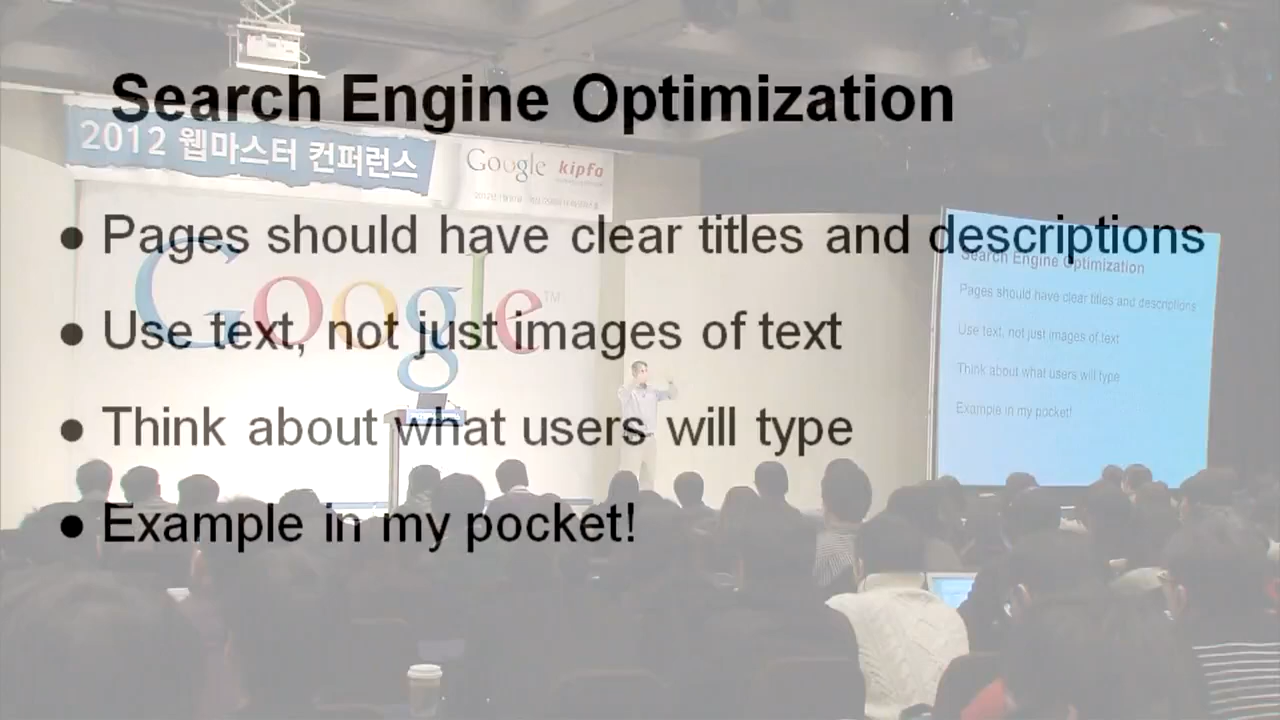 Search Engine Optimization
2012 웹마스터 컨퍼런스
Google kipfa
Google™
● Pages should have clear titles and descriptions
● Use text, not just images of text
● Think about what users will type
● Example in my pocket!
Search Engine Optimization
Pages should have clear titles and descriptions
Use text, not just images of text
Think about what users will type
Example in my pocket!